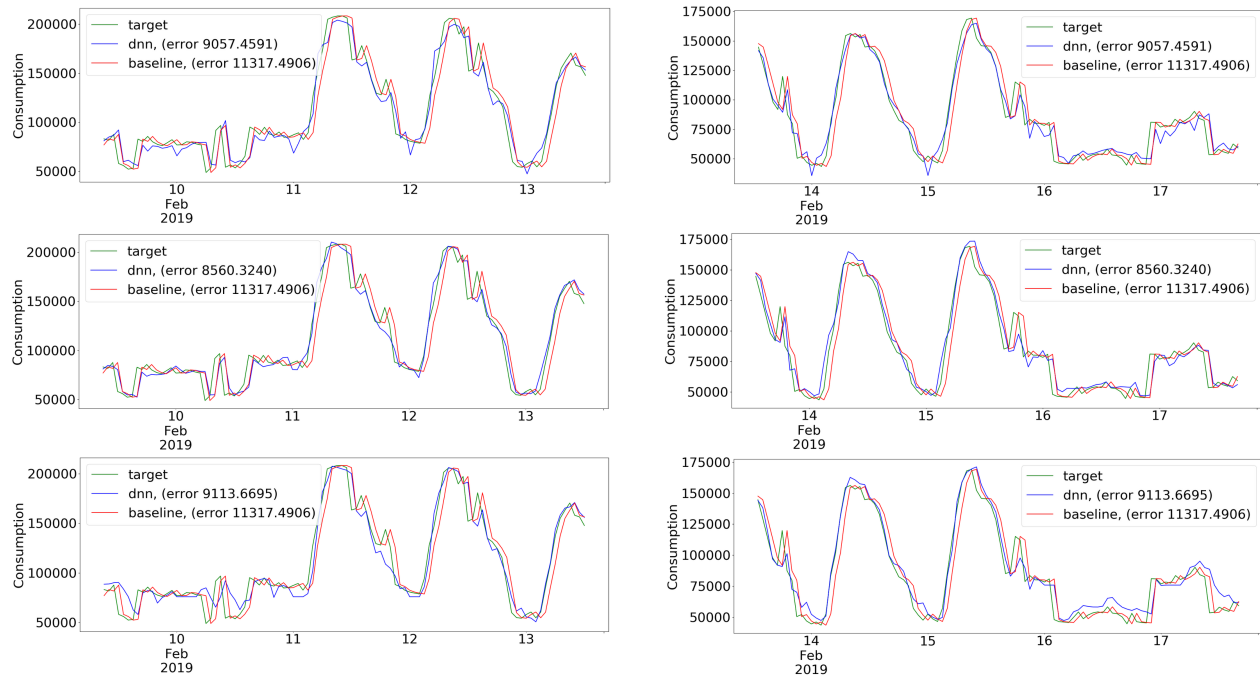 Consumption
200000
150000
100000
50000
target
dnn, (error 9057.4591)
baseline, (error 11317.4906)
10
11
12
13
Feb
2019
Consumption
175000
150000
125000
100000
75000
50000
target
dnn, (error 9057.4591)
baseline, (error 11317.4906)
14
15
16
17
Feb
2019
Consumption
200000
150000
100000
50000
target
dnn, (error 8560.3240)
baseline, (error 11317.4906)
10
11
12
13
Feb
2019
Consumption
175000
150000
125000
100000
75000
50000
target
dnn, (error 8560.3240)
baseline, (error 11317.4906)
14
15
16
17
Feb
2019
Consumption
200000
150000
100000
50000
target
dnn, (error 9113.6695)
baseline, (error 11317.4906)
10
11
12
13
Feb
2019
Consumption
175000
150000
125000
100000
75000
50000
target
dnn, (error 9113.6695)
baseline, (error 11317.4906)
14
15
16
17
Feb
2019